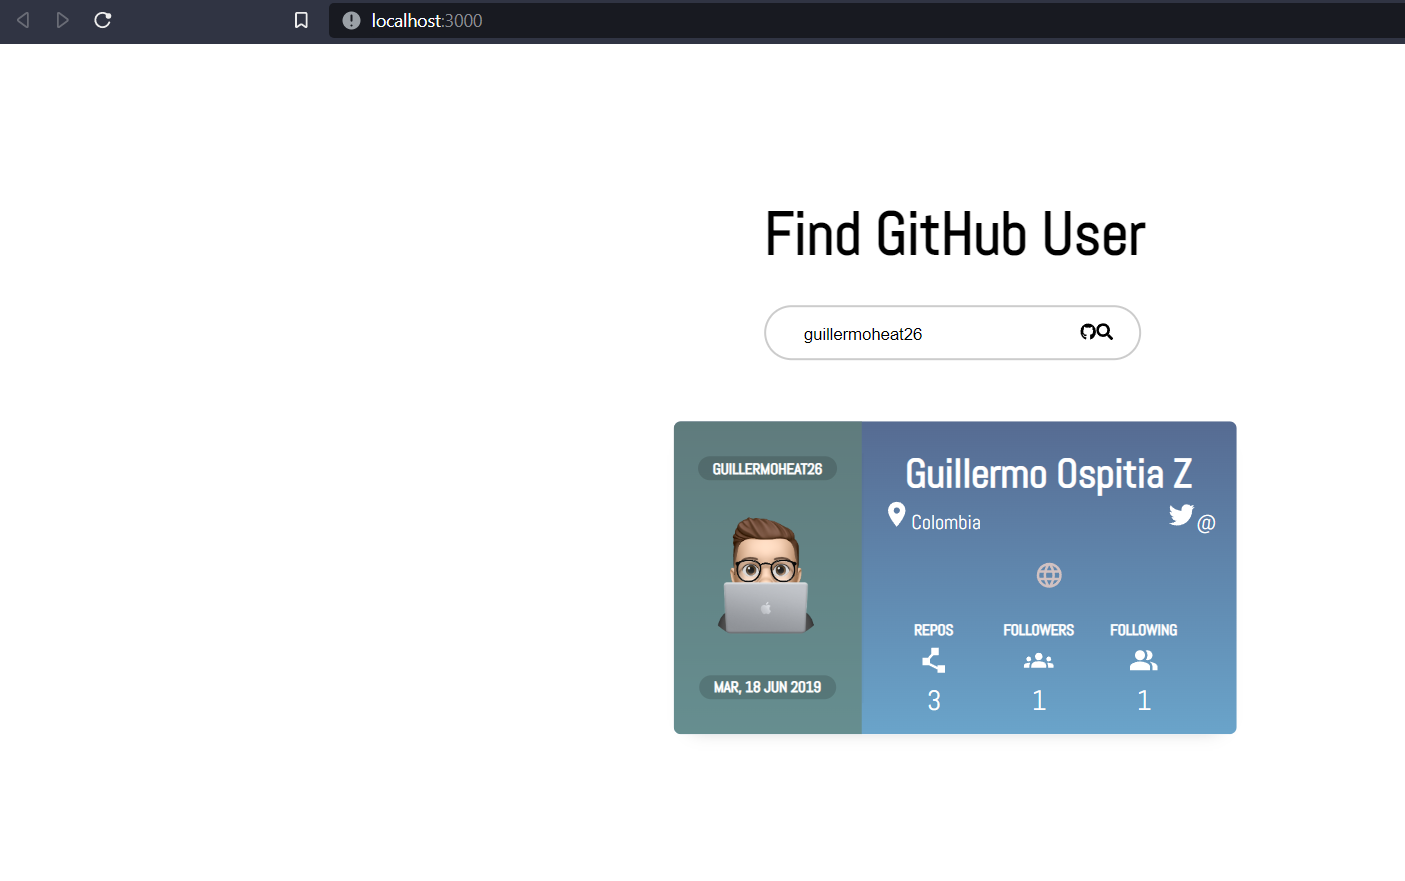 localhost:3000
Find GitHub User
guillermoheat26
GUILLERMOHEAT26
MAR, 18 JUN 2019
Guillermo Ospitia Z
Colombia
@
REPOS FOLLOWERS FOLLOWING
3 1 1